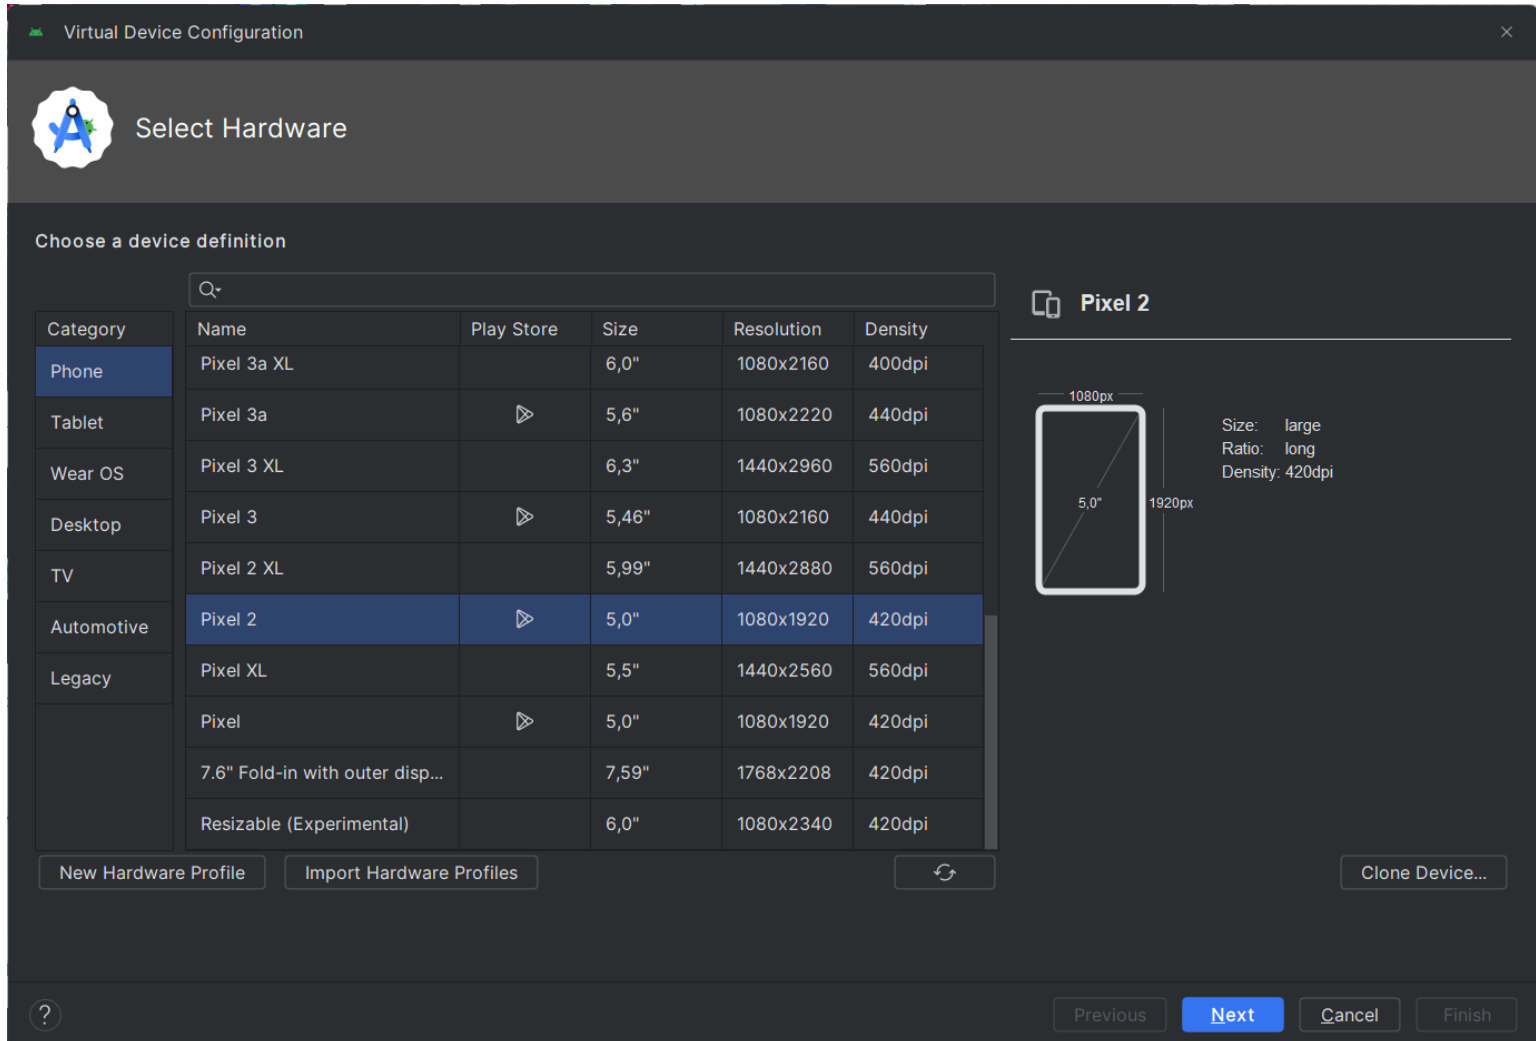 Virtual Device Configuration
Select Hardware
Choose a device definition
Category
Phone
Tablet
Wear OS
Desktop
TV
Automotive
Legacy
Name Play Store Size Resolution Density
Pixel 3a XL 6,0" 1080x2160 400dpi
Pixel 3a 5,6" 1080x2220 440dpi
Pixel 3 XL 6,3" 1440x2960 560dpi
Pixel 3 5,46" 1080x2160 440dpi
Pixel 2 XL 5,99" 1440x2880 560dpi
Pixel 2 5,0" 1080x1920 420dpi
Pixel XL 5,5" 1440x2560 560dpi
Pixel 5,0" 1080x1920 420dpi
7.6" Fold-in with outer disp... 7,59" 1768x2208 420dpi
Resizable (Experimental) 6,0" 1080x2340 420dpi
Pixel 2
1080px
5,0"
1920px
Size: large
Ratio: long
Density: 420dpi
New Hardware Profile Import Hardware Profiles Clone Device...
? Previous Next Cancel Finish